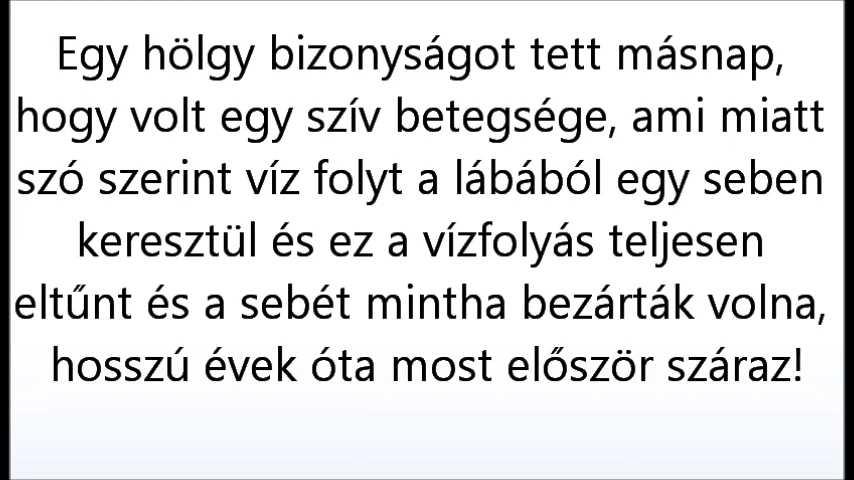 Egy hölgy bizonyságot tett másnap,
hogy volt egy szív betegsége, ami miatt
szó szerint víz folyt a lábából egy seben
keresztül és ez a vízfolyás teljesen
eltűnt és a sebét mintha bezárták volna,
hosszú évek óta most először száraz!